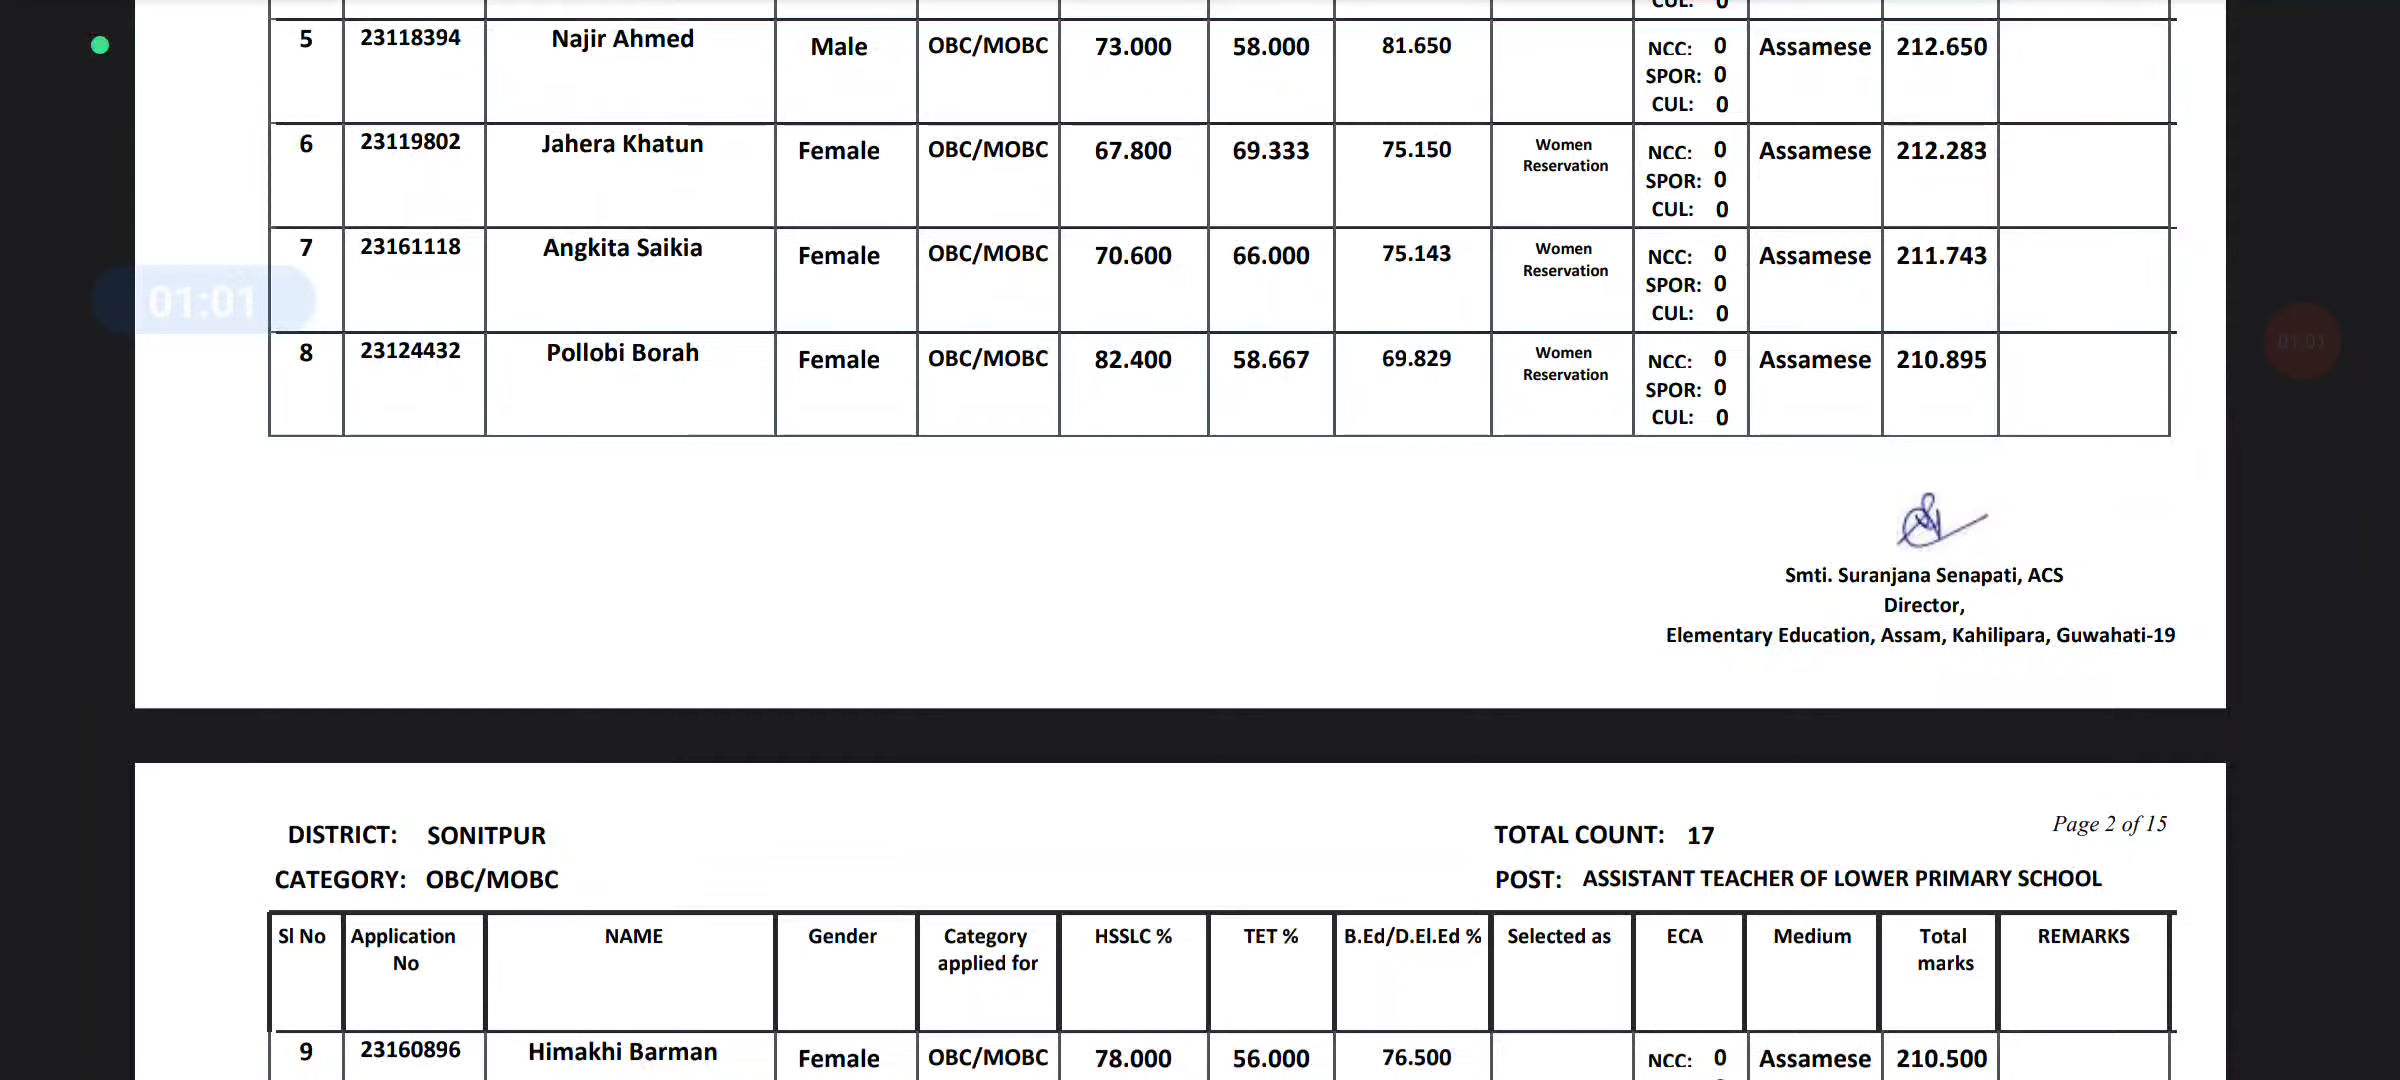 CUL: 0
5 23118394 Najir Ahmed Male OBC/MOBC 73.000 58.000 81.650 NCC: 0 Assamese 212.650
SPOR: 0
CUL: 0
6 23119802 Jahera Khatun Female OBC/MOBC 67.800 69.333 75.150 Women Reservation NCC: 0 Assamese 212.283
SPOR: 0
CUL: 0
7 23161118 Angkita Saikia Female OBC/MOBC 70.600 66.000 75.143 Women Reservation NCC: 0 Assamese 211.743
SPOR: 0
CUL: 0
01:01
01:01
8 23124432 Pollobi Borah Female OBC/MOBC 82.400 58.667 69.829 Women Reservation NCC: 0 Assamese 210.895
SPOR: 0
CUL: 0
Smti. Suranjana Senapati, ACS
Director,
Elementary Education, Assam, Kahilipara, Guwahati-19
Page 2 of 15
DISTRICT: SONITPUR TOTAL COUNT: 17
CATEGORY: OBC/MOBC POST: ASSISTANT TEACHER OF LOWER PRIMARY SCHOOL
Sl No Application No NAME Gender Category applied for HSSLC % TET % B.Ed/D.El.Ed % Selected as ECA Medium Total marks REMARKS
9 23160896 Himakhi Barman Female OBC/MOBC 78.000 56.000 76.500 NCC: 0 Assamese 210.500